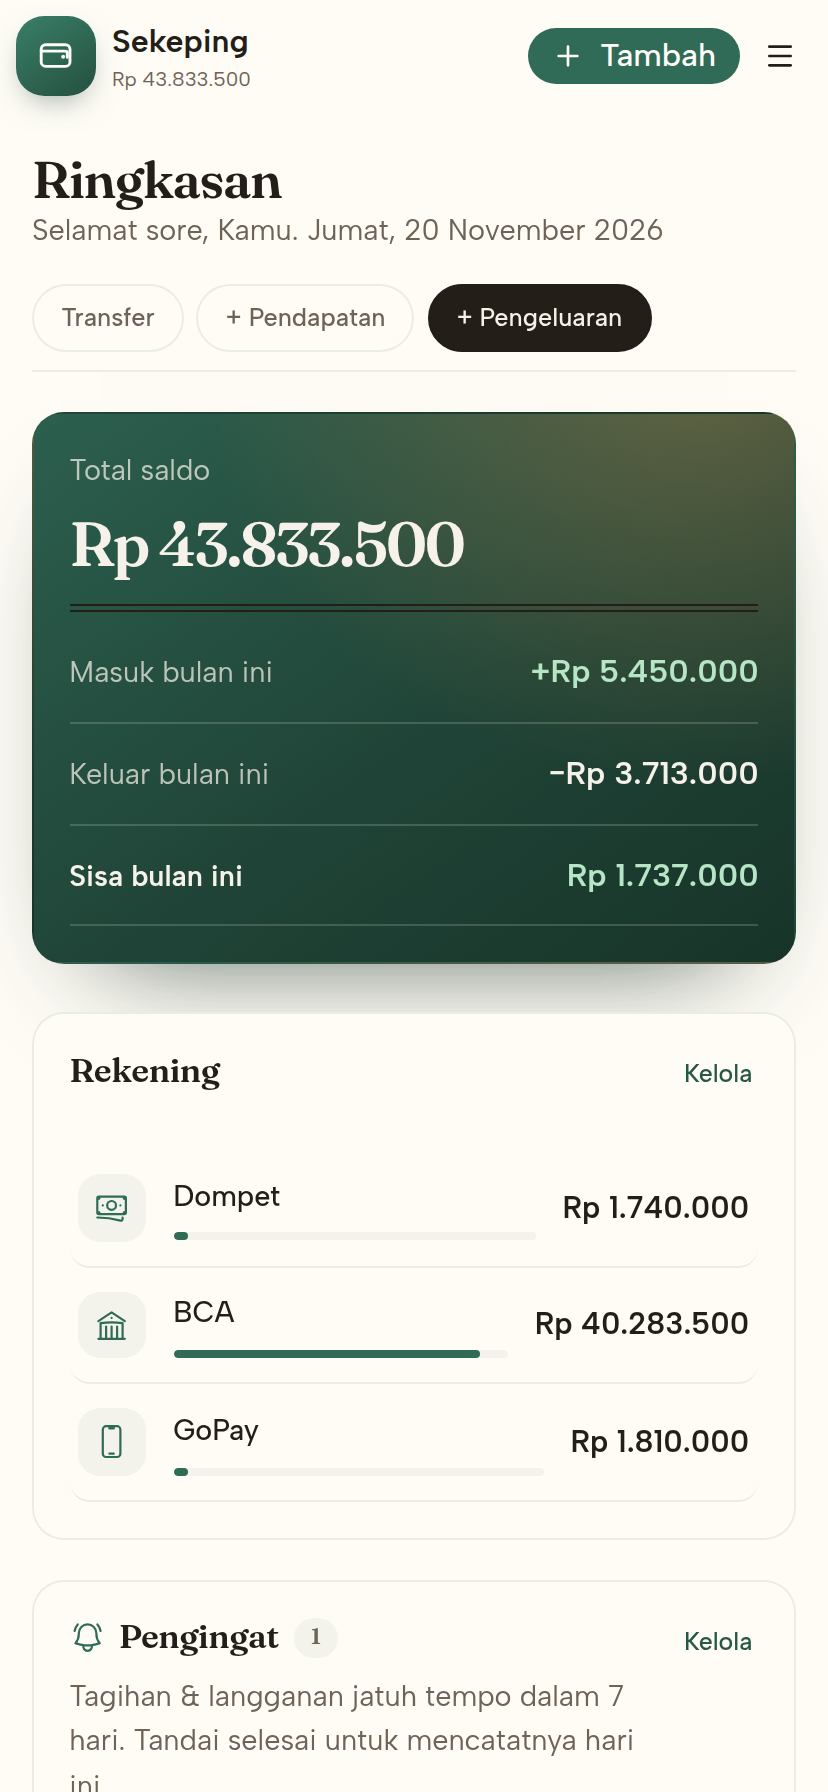 Sekeping
Rp 43.833.500
+ Tambah
Ringkasan
Selamat sore, Kamu. Jumat, 20 November 2026
Transfer
+ Pendapatan
+ Pengeluaran
Total saldo
Rp 43.833.500
Masuk bulan ini
+Rp 5.450.000
Keluar bulan ini
−Rp 3.713.000
Sisa bulan ini
Rp 1.737.000
Rekening
Kelola
Dompet
Rp 1.740.000
BCA
Rp 40.283.500
GoPay
Rp 1.810.000
Pengingat
1
Kelola
Tagihan & langganan jatuh tempo dalam 7
hari. Tandai selesai untuk mencatatnya hari
ini